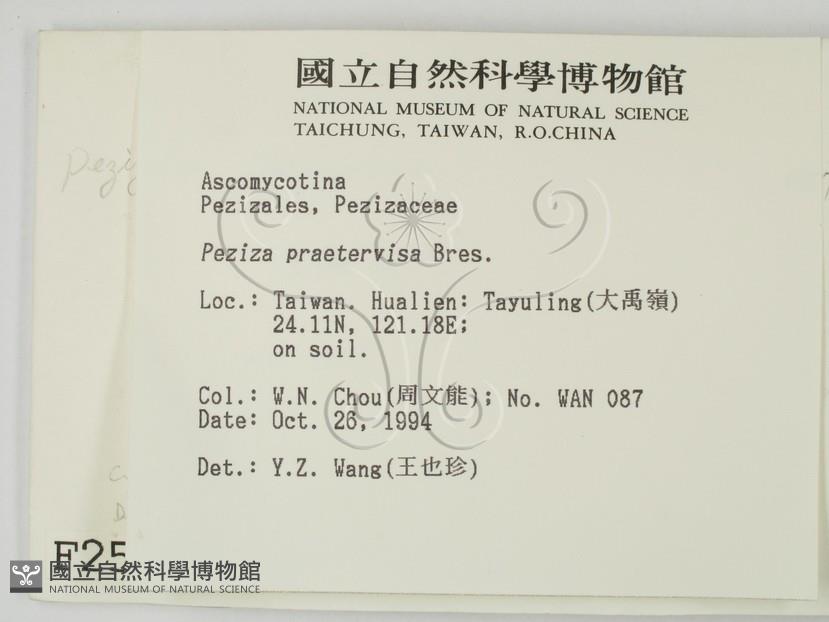 國立自然科學博物館
NATIONAL MUSEUM OF NATURAL SCIENCE
TAICHUNG, TAIWAN, R.O.CHINA
Ascomycotina
Pezizales, Pezizaceae
Peziza praetervisa Bres.
Loc.: Taiwan. Hualien: Tayuling(大禹嶺)
24.11N, 121.18E;
on soil.
Col.: W.N. Chou(周文能); No. WAN 087
Date: Oct. 26, 1994
Det.: Y.Z. Wang(王也珍)
F25
國立自然科學博物館
NATIONAL MUSEUM OF NATURAL SCIENCE